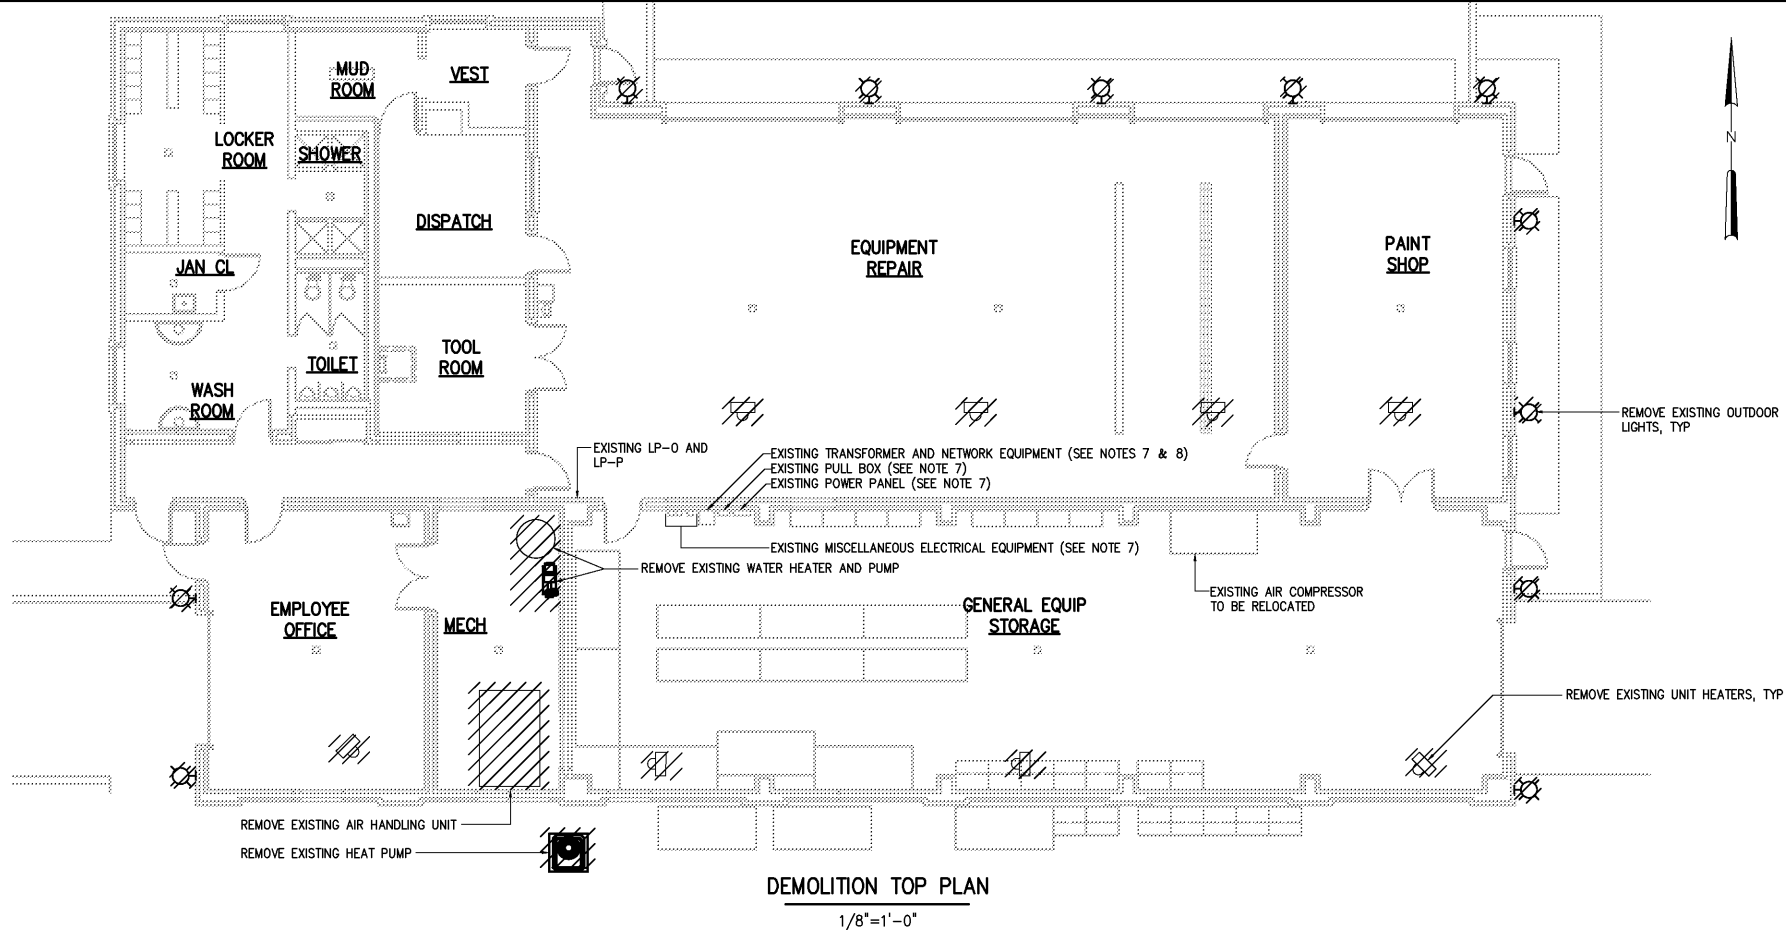 MUD
ROOM
VEST
N
LOCKER
ROOM
SHOWER
DISPATCH
EQUIPMENT
REPAIR
PAINT
SHOP
JAN CL
TOOL
ROOM
TOILET
WASH
ROOM
REMOVE EXISTING OUTDOOR
LIGHTS, TYP
EXISTING LP-O AND
LP-P
EXISTING TRANSFORMER AND NETWORK EQUIPMENT (SEE NOTES 7 & 8)
EXISTING PULL BOX (SEE NOTE 7)
EXISTING POWER PANEL (SEE NOTE 7)
EXISTING MISCELLANEOUS ELECTRICAL EQUIPMENT (SEE NOTE 7)
REMOVE EXISTING WATER HEATER AND PUMP
EXISTING AIR COMPRESSOR
TO BE RELOCATED
EMPLOYEE
OFFICE
MECH
GENERAL EQUIP
STORAGE
REMOVE EXISTING UNIT HEATERS, TYP
REMOVE EXISTING AIR HANDLING UNIT
REMOVE EXISTING HEAT PUMP
DEMOLITION TOP PLAN
1/8"=1'-0"